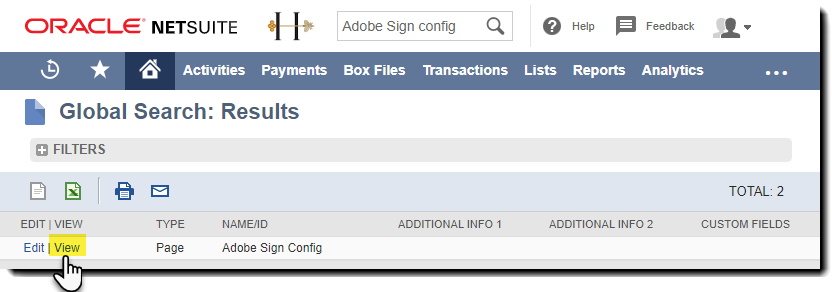 ORACLE NETSUITE H Adobe Sign config Help Feedback
Activities Payments Box Files Transactions Lists Reports Analytics
Global Search: Results
FILTERS
TOTAL: 2
EDIT | VIEW TYPE NAME/ID ADDITIONAL INFO 1 ADDITIONAL INFO 2 CUSTOM FIELDS
Edit | View Page Adobe Sign Config